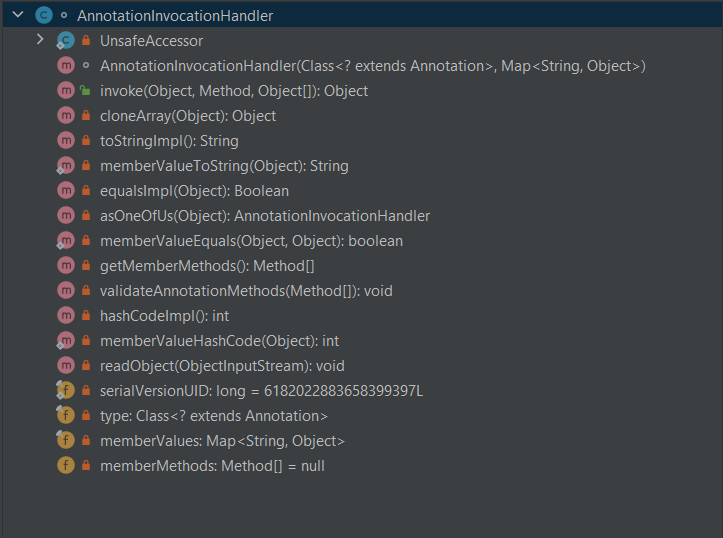 AnnotationInvocationHandler
UnsafeAccessor
AnnotationInvocationHandler(Class<? extends Annotation>, Map<String, Object>)
invoke(Object, Method, Object[]): Object
cloneArray(Object): Object
toStringImpl(): String
memberValueToString(Object): String
equalsImpl(Object): Boolean
asOneOfUs(Object): AnnotationInvocationHandler
memberValueEquals(Object, Object): boolean
getMemberMethods(): Method[]
validateAnnotationMethods(Method[]): void
hashCodeImpl(): int
memberValueHashCode(Object): int
readObject(ObjectInputStream): void
serialVersionUID: long = 6182022883658399397L
type: Class<? extends Annotation>
memberValues: Map<String, Object>
memberMethods: Method[] = null